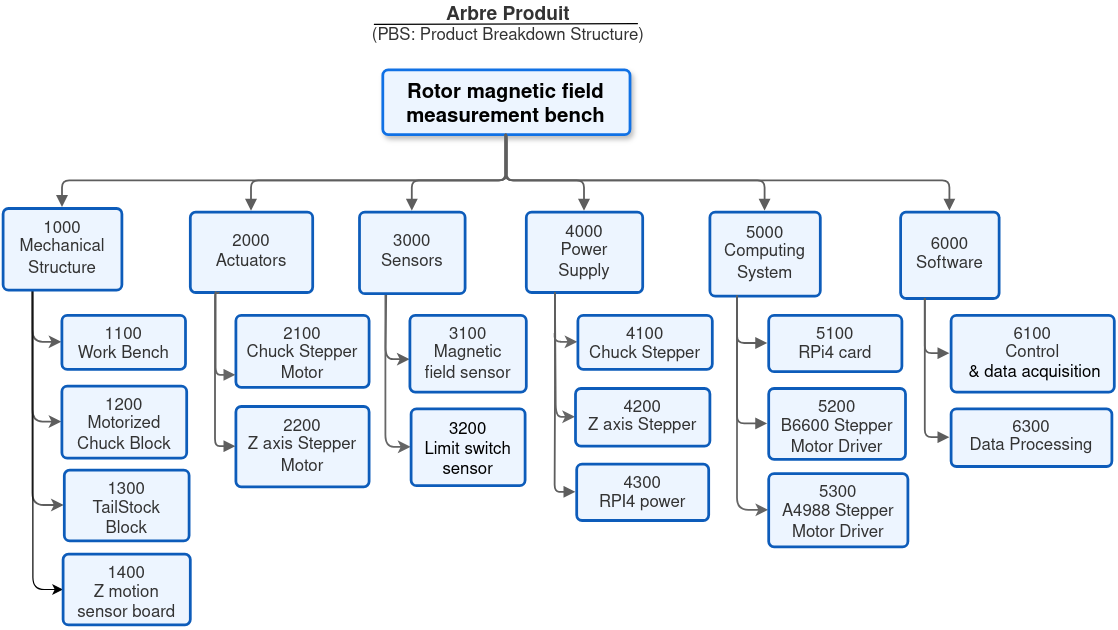 Arbre Produit
(PBS: Product Breakdown Structure)
Rotor magnetic field
measurement bench
1000
Mechanical
Structure
2000
Actuators
3000
Sensors
4000
Power
Supply
5000
Computing
System
6000
Software
1100
Work Bench
1200
Motorized
Chuck Block
1300
TailStock
Block
1400
Z motion
sensor board
2100
Chuck Stepper
Motor
2200
Z axis Stepper
Motor
3100
Magnetic
field sensor
3200
Limit switch
sensor
4100
Chuck Stepper
4200
Z axis Stepper
4300
RPI4 power
5100
RPi4 card
5200
B6600 Stepper
Motor Driver
5300
A4988 Stepper
Motor Driver
6100
Control
& data acquisition
6300
Data Processing